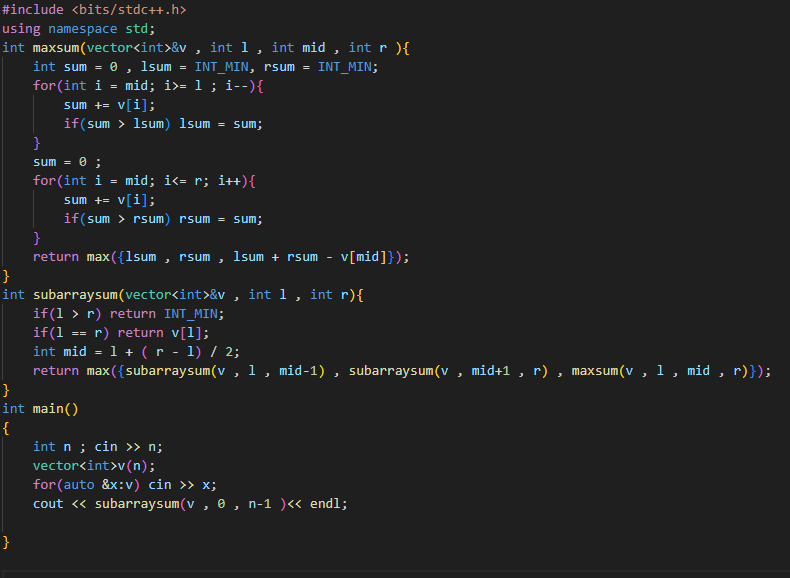 #include <bits/stdc++.h>
using namespace std;
int maxsum(vector<int>&v , int l , int mid , int r ){
    int sum = 0 , lsum = INT_MIN, rsum = INT_MIN;
    for(int i = mid; i>= l ; i--){
        sum += v[i];
        if(sum > lsum) lsum = sum;
    }
    sum = 0 ;
    for(int i = mid; i<= r; i++){
        sum += v[i];
        if(sum > rsum) rsum = sum;
    }
    return max({lsum , rsum , lsum + rsum - v[mid]});
}
int subarraysum(vector<int>&v , int l , int r){
    if(l > r) return INT_MIN;
    if(l == r) return v[l];
    int mid = l + ( r - l) / 2;
    return max({subarraysum(v , l , mid-1) , subarraysum(v , mid+1 , r) , maxsum(v , l , mid , r)});
}
int main()
{
    int n ; cin >> n;
    vector<int>v(n);
    for(auto &x:v) cin >> x;
    cout << subarraysum(v , 0 , n-1 )<< endl;

}